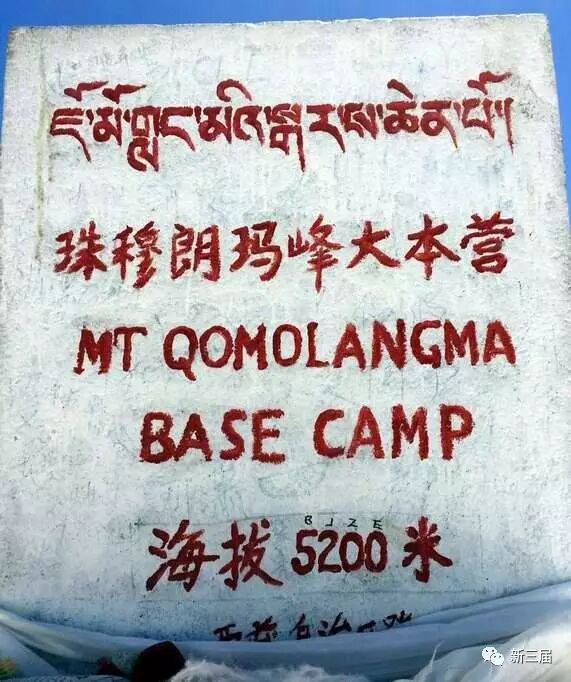 ཇོ་མོ་གླང་མའི་སྒར་ས་ཆེན་པོ།
珠穆朗玛峰大本营
MT QOMOLANGMA
BASE CAMP
海拔 5200 米
新三届